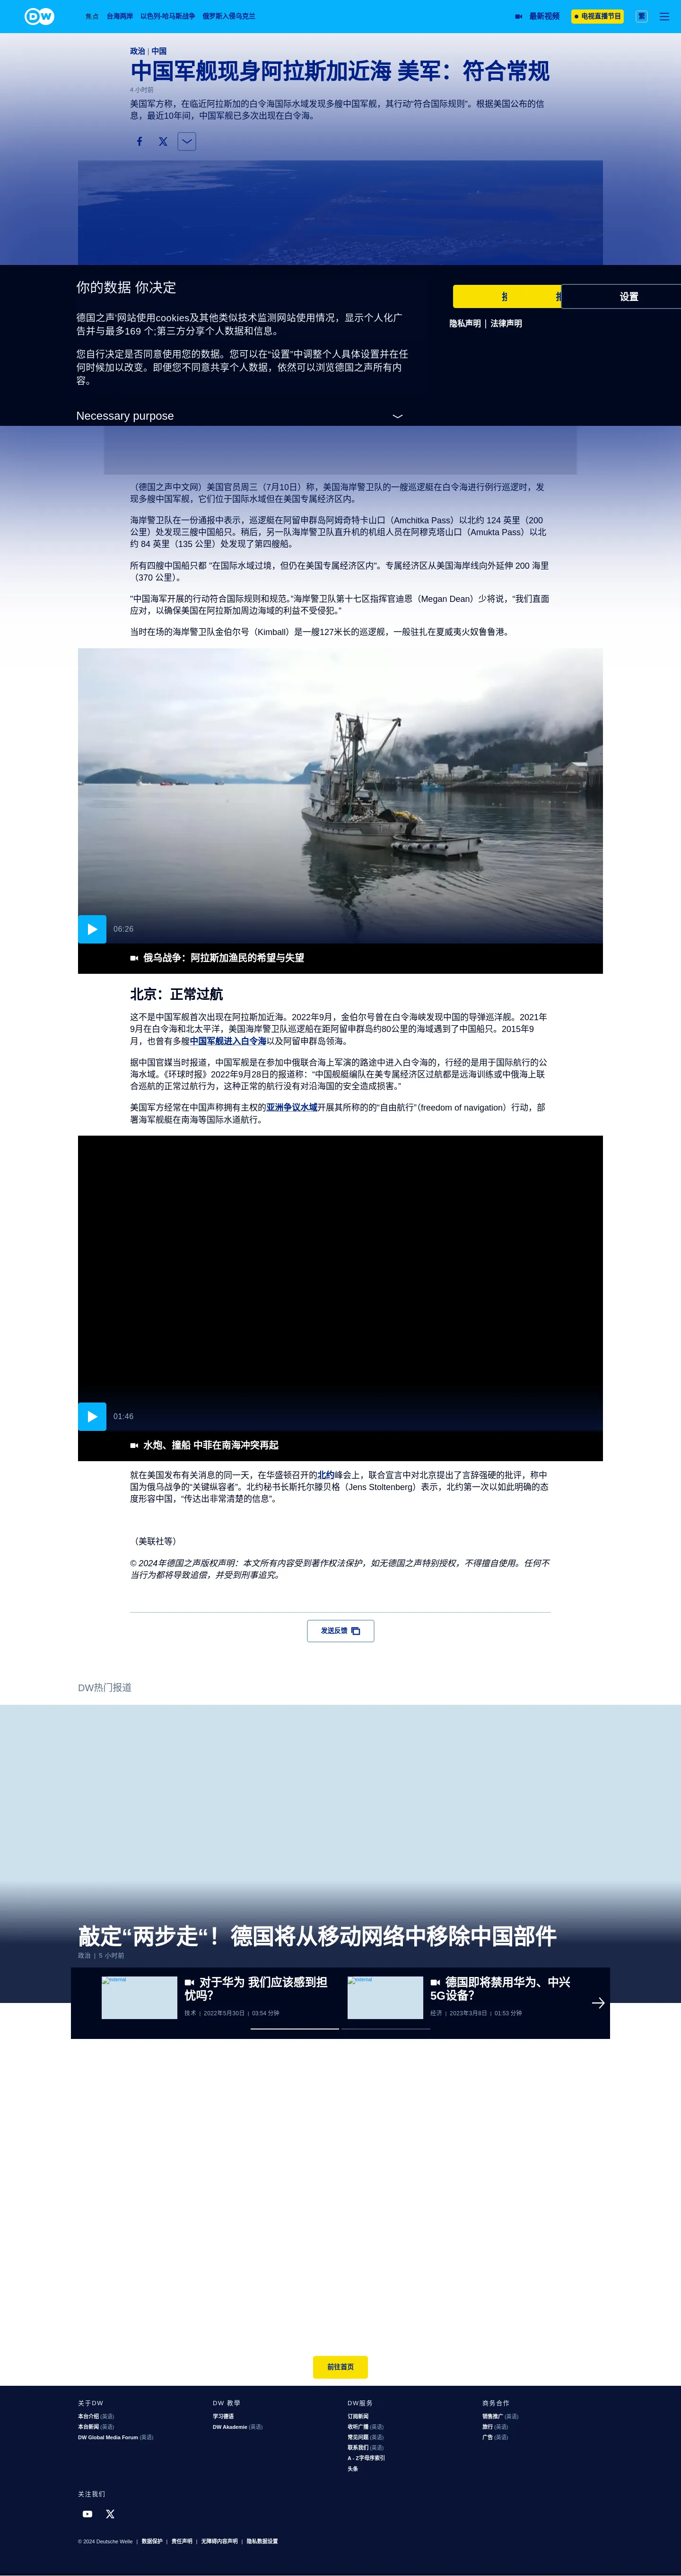 DW
焦点 台海两岸 以色列-哈马斯战争 俄罗斯入侵乌克兰
最新视频
电视直播节目
繁
政治 | 中国
中国军舰现身阿拉斯加近海 美军：符合常规
4 小时前
美国军方称，在临近阿拉斯加的白令海国际水域发现多艘中国军舰，其行动“符合国际规则”。根据美国公布的信
息，最近10年间，中国军舰已多次出现在白令海。
你的数据 你决定
德国之声'网站使用cookies及其他类似技术监测网站使用情况，显示个人化广
告并与最多169 个;第三方分享个人数据和信息。
您自行决定是否同意使用您的数据。您可以在“设置”中调整个人具体设置并在任
何时候加以改变。即便您不同意共享个人数据，依然可以浏览德国之声所有内
容。
Necessary purpose
设置
隐私声明 | 法律声明
（德国之声中文网）美国官员周三（7月10日）称，美国海岸警卫队的一艘巡逻艇在白令海进行例行巡逻时，发
现多艘中国军舰，它们位于国际水域但在美国专属经济区内。
海岸警卫队在一份通报中表示，巡逻艇在阿留申群岛阿姆奇特卡山口（Amchitka Pass）以北约 124 英里（200
公里）处发现三艘中国船只。稍后，另一队海岸警卫队直升机的机组人员在阿穆克塔山口（Amukta Pass）以北
约 84 英里（135 公里）处发现了第四艘船。
所有四艘中国船只都 "在国际水域过境，但仍在美国专属经济区内"。专属经济区从美国海岸线向外延伸 200 海里
（370 公里）。
"中国海军开展的行动符合国际规则和规范。”海岸警卫队第十七区指挥官迪恩（Megan Dean）少将说，“我们直面
应对，以确保美国在阿拉斯加周边海域的利益不受侵犯。”
当时在场的海岸警卫队金伯尔号（Kimball）是一艘127米长的巡逻舰，一般驻扎在夏威夷火奴鲁鲁港。
06:26
俄乌战争：阿拉斯加渔民的希望与失望
北京：正常过航
这不是中国军舰首次出现在阿拉斯加近海。2022年9月，金伯尔号曾在白令海峡发现中国的导弹巡洋舰。2021年
9月在白令海和北太平洋，美国海岸警卫队巡逻船在距阿留申群岛约80公里的海域遇到了中国船只。2015年9
月，也曾有多艘中国军舰进入白令海以及阿留申群岛领海。
据中国官媒当时报道，中国军舰是在参加中俄联合海上军演的路途中进入白令海的，行经的是用于国际航行的公
海水域。《环球时报》2022年9月28日的报道称：“中国舰艇编队在美专属经济区过航都是远海训练或中俄海上联
合巡航的正常过航行为，这种正常的航行没有对沿海国的安全造成损害。”
美国军方经常在中国声称拥有主权的亚洲争议水域开展其所称的的“自由航行”（freedom of navigation）行动，部
署海军舰艇在南海等国际水道航行。
01:46
水炮、撞船 中菲在南海冲突再起
就在美国发布有关消息的同一天，在华盛顿召开的北约峰会上，联合宣言中对北京提出了言辞强硬的批评，称中
国为俄乌战争的“关键纵容者”。北约秘书长斯托尔滕贝格（Jens Stoltenberg）表示，北约第一次以如此明确的态
度形容中国，“传达出非常清楚的信息”。
（美联社等）
© 2024年德国之声版权声明：本文所有内容受到著作权法保护，如无德国之声特别授权，不得擅自使用。任何不
当行为都将导致追偿，并受到刑事追究。
发送反馈
DW热门报道
敲定“两步走“！德国将从移动网络中移除中国部件
政治 | 5 小时前
external
对于华为 我们应该感到担
忧吗？
技术 | 2022年5月30日 | 03:54 分钟
external
德国即将禁用华为、中兴
5G设备？
经济 | 2023年3月8日 | 01:53 分钟
前往首页
关于DW
本台介绍 (英语)
本台新闻 (英语)
DW Global Media Forum (英语)
DW 教学
学习德语
DW Akademie (英语)
DW服务
订阅新闻
收听广播 (英语)
常见问题 (英语)
联系我们 (英语)
A - Z字母序索引
头条
商务合作
销售推广 (英语)
旅行 (英语)
广告 (英语)
关注我们
© 2024 Deutsche Welle | 数据保护 | 责任声明 | 无障碍内容声明 | 隐私数据设置